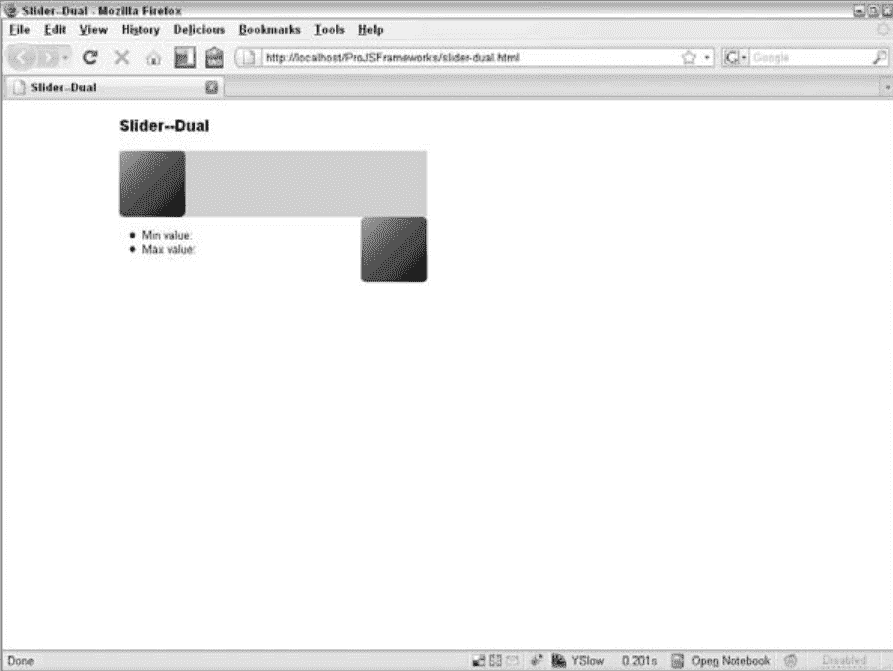 Slider--Dual - Mozilla Firefox
File Edit View History Delicious Bookmarks Tools Help
http://localhost/ProJSFrameworks/slider-dual.html Google
Slider--Dual
Slider--Dual
Min value:
Max value:
Done YSlow 0.201s Open Notebook Disabled